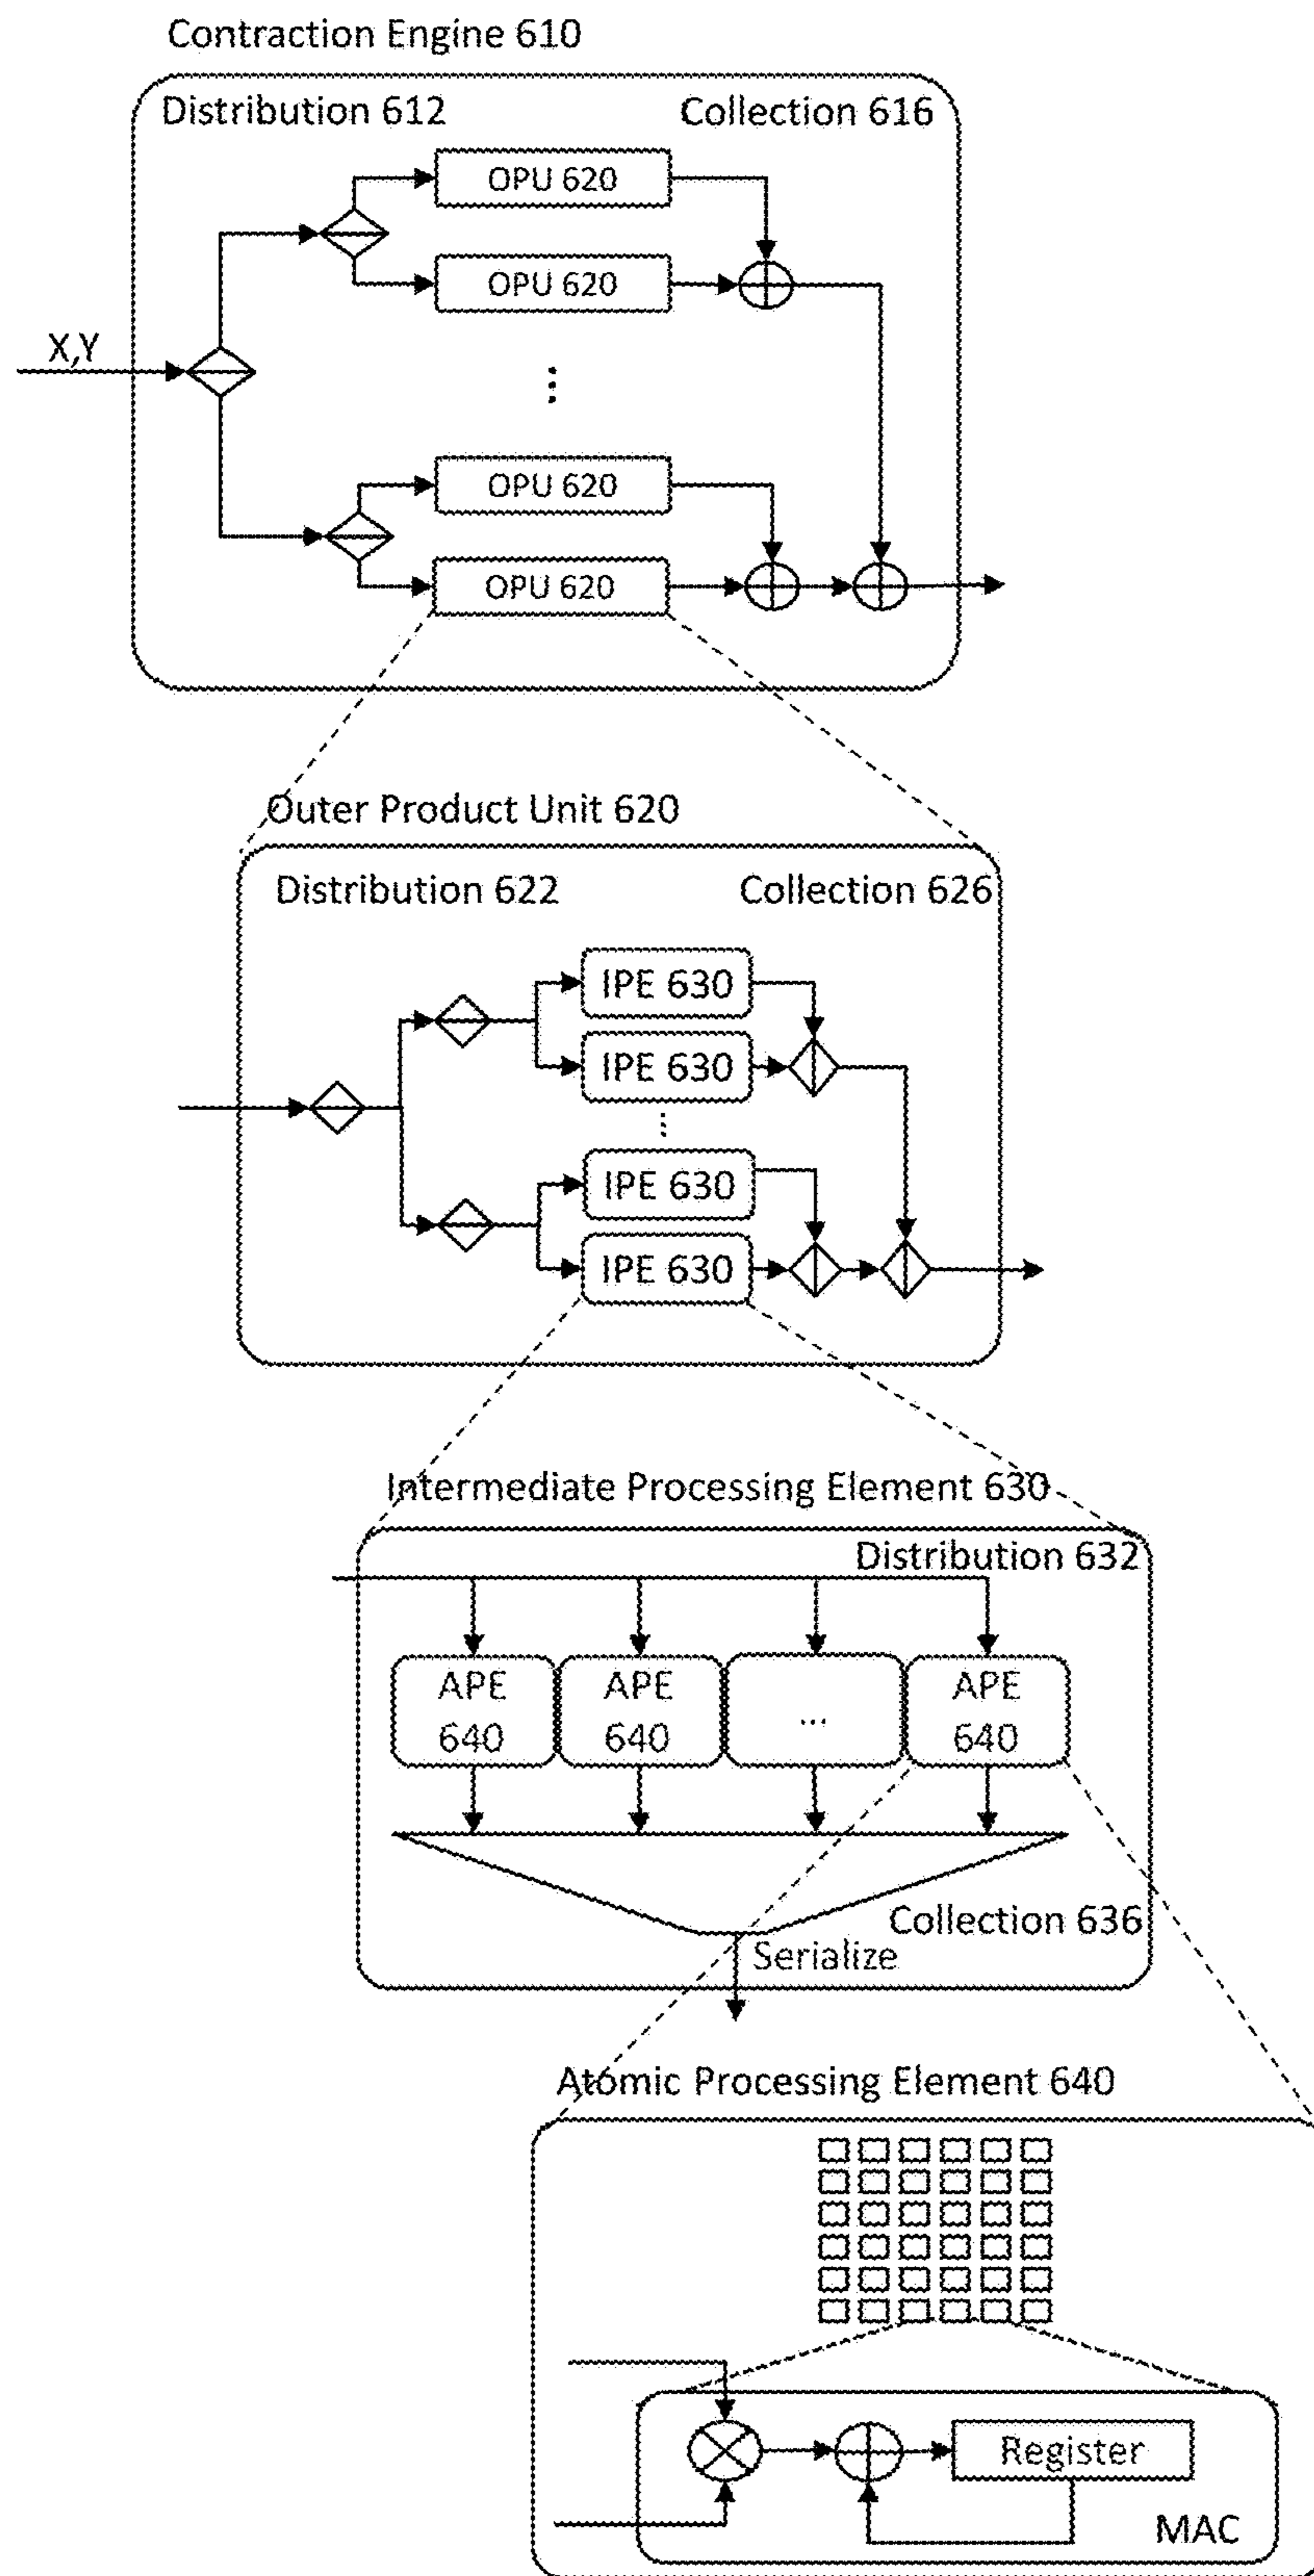 Contraction Engine 610
Distribution 612 Collection 616
OPU 620
OPU 620
X,Y
⋮
OPU 620
OPU 620
Outer Product Unit 620
Distribution 622 Collection 626
IPE 630
IPE 630
⋮
IPE 630
IPE 630
Intermediate Processing Element 630
Distribution 632
APE 640
APE 640
...
APE 640
Collection 636
Serialize
Atomic Processing Element 640
Register
MAC